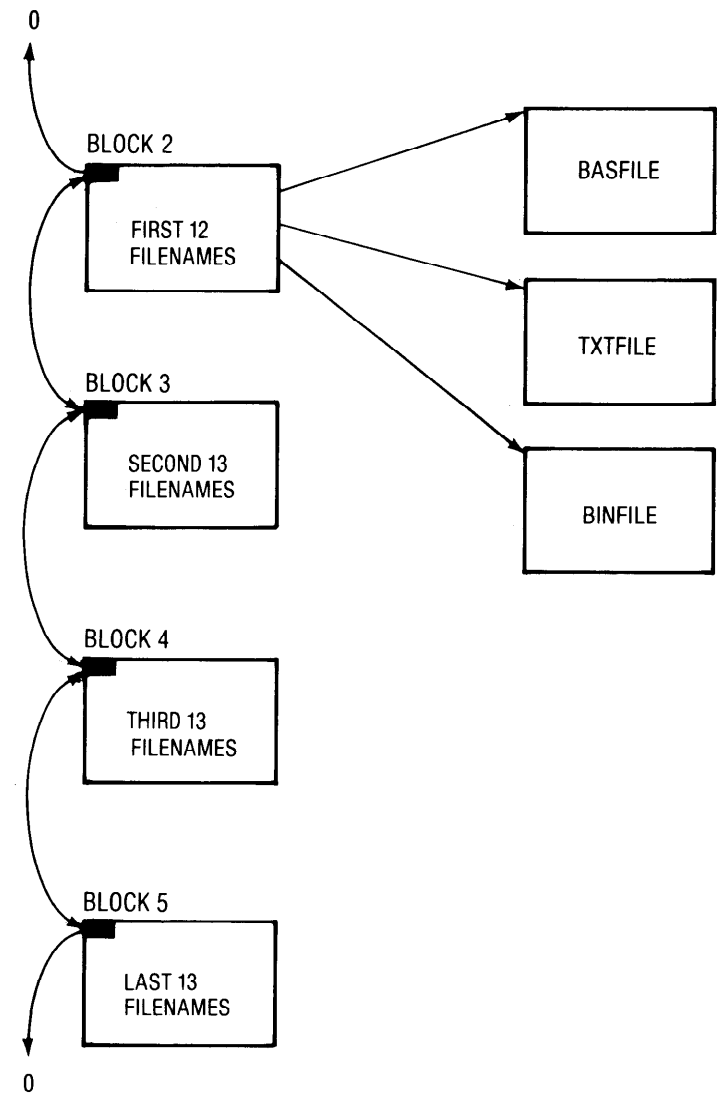 0
BLOCK 2
FIRST 12
FILENAMES
BASFILE
TXTFILE
BINFILE
BLOCK 3
SECOND 13
FILENAMES
BLOCK 4
THIRD 13
FILENAMES
BLOCK 5
LAST 13
FILENAMES
0